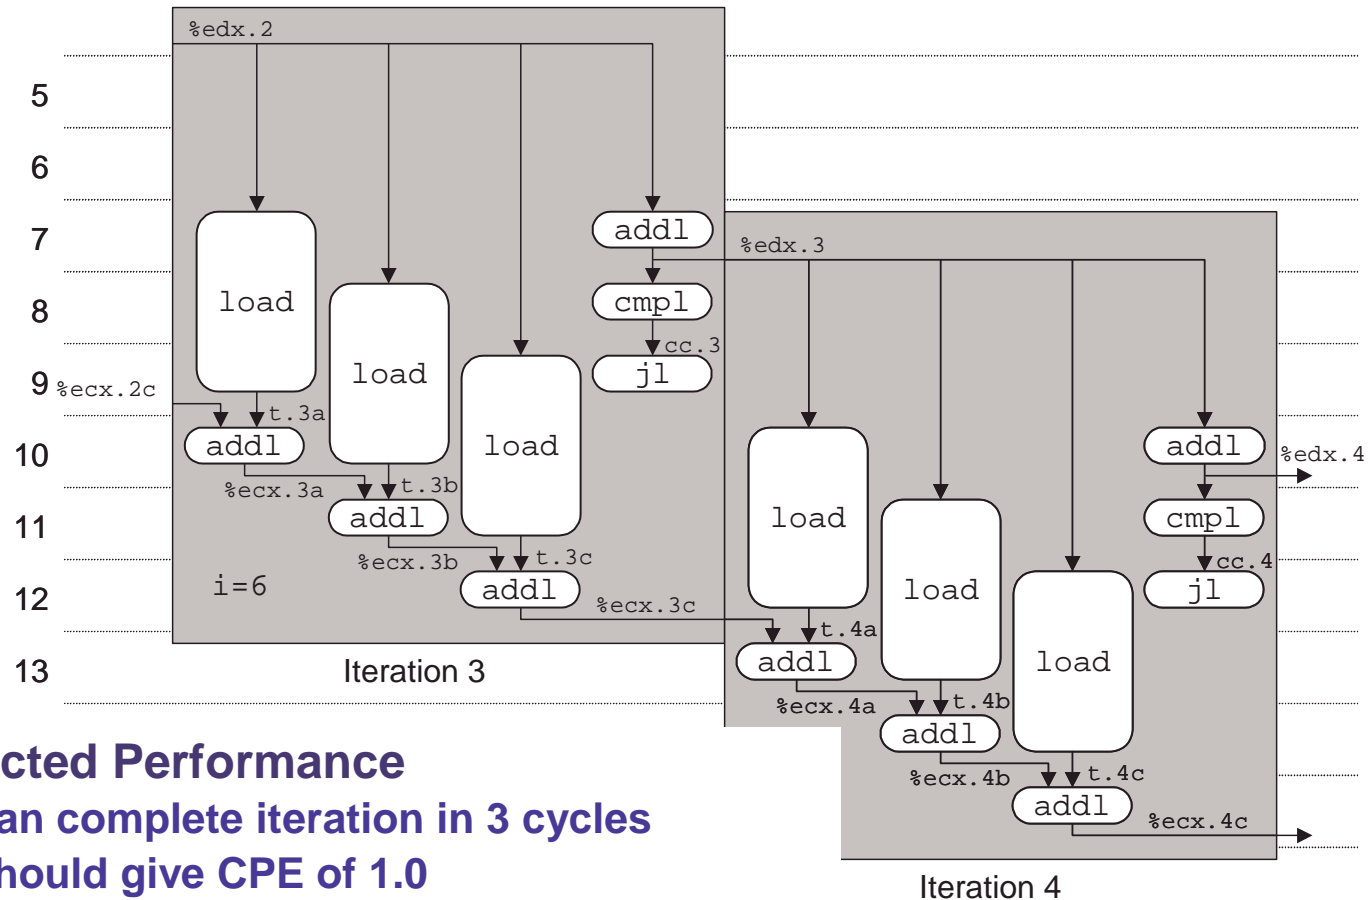 %edx.2
5
6
7
addl
%edx.3
load
8
load
cmpl
cc.3
9
%ecx.2c
load
jl
t.3a
10
addl
load
addl
%edx.4
%ecx.3a
t.3b
11
addl
load
cmpl
%ecx.3b
t.3c
cc.4
12
i=6
addl
load
jl
%ecx.3c
t.4a
13
Iteration 3
addl
load
%ecx.4a
t.4b
addl
cted Performance
%ecx.4b
t.4c
an complete iteration in 3 cycles
addl
%ecx.4c
hould give CPE of 1.0
Iteration 4